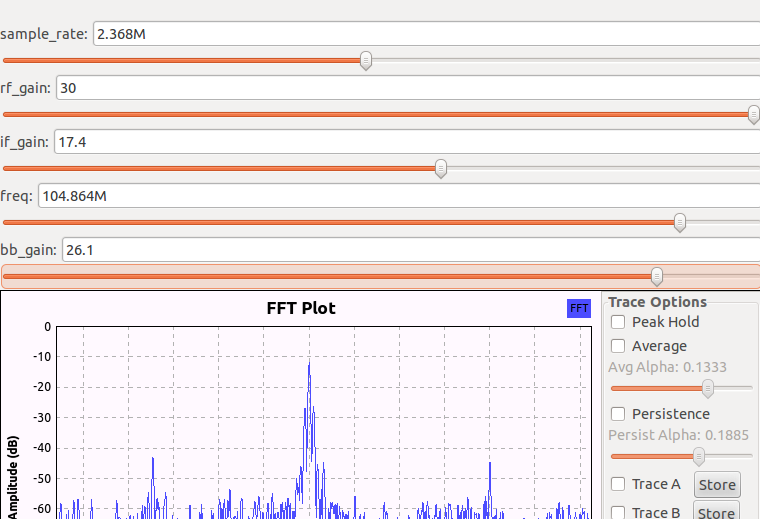 sample_rate: 2.368M
rf_gain: 30
if_gain: 17.4
freq: 104.864M
bb_gain: 26.1
FFT Plot
FFT
Trace Options
Peak Hold
Average
Avg Alpha: 0.1333
Persistence
Persist Alpha: 0.1885
Trace A Store
Trace B Store
Amplitude (dB)
0
-10
-20
-30
-40
-50
-60